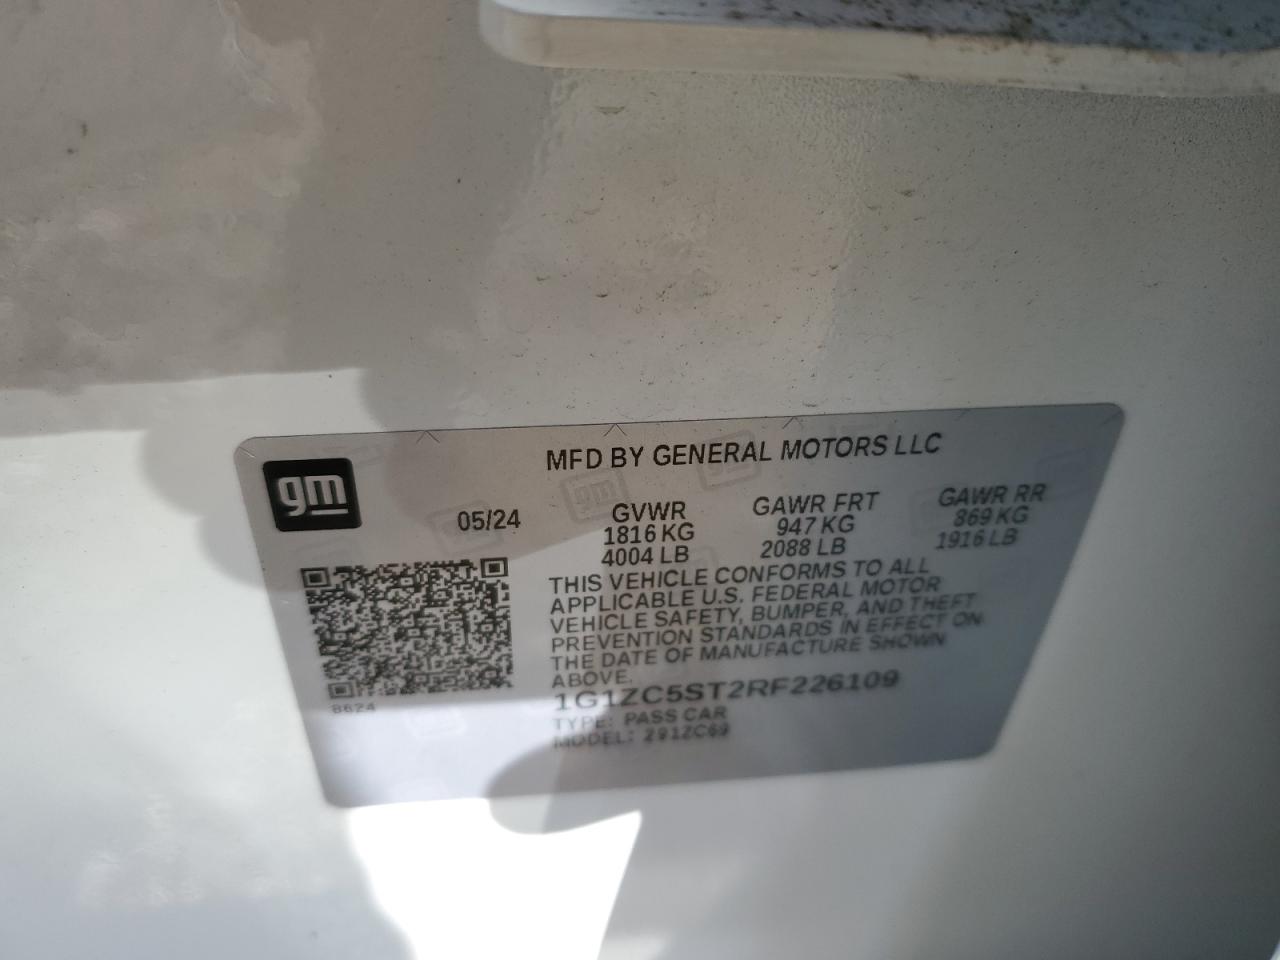 MFD BY GENERAL MOTORS LLC
gm
05/24
GVWR GAWR FRT GAWR RR
1816 KG 947 KG 869 KG
4004 LB 2088 LB 1916 LB
THIS VEHICLE CONFORMS TO ALL
APPLICABLE U.S. FEDERAL MOTOR
VEHICLE SAFETY, BUMPER, AND THEFT
PREVENTION STANDARDS IN EFFECT ON
THE DATE OF MANUFACTURE SHOWN
ABOVE.
8624
1G1ZC5ST2RF226109
TYPE: PASS CAR
MODEL: 291ZC69